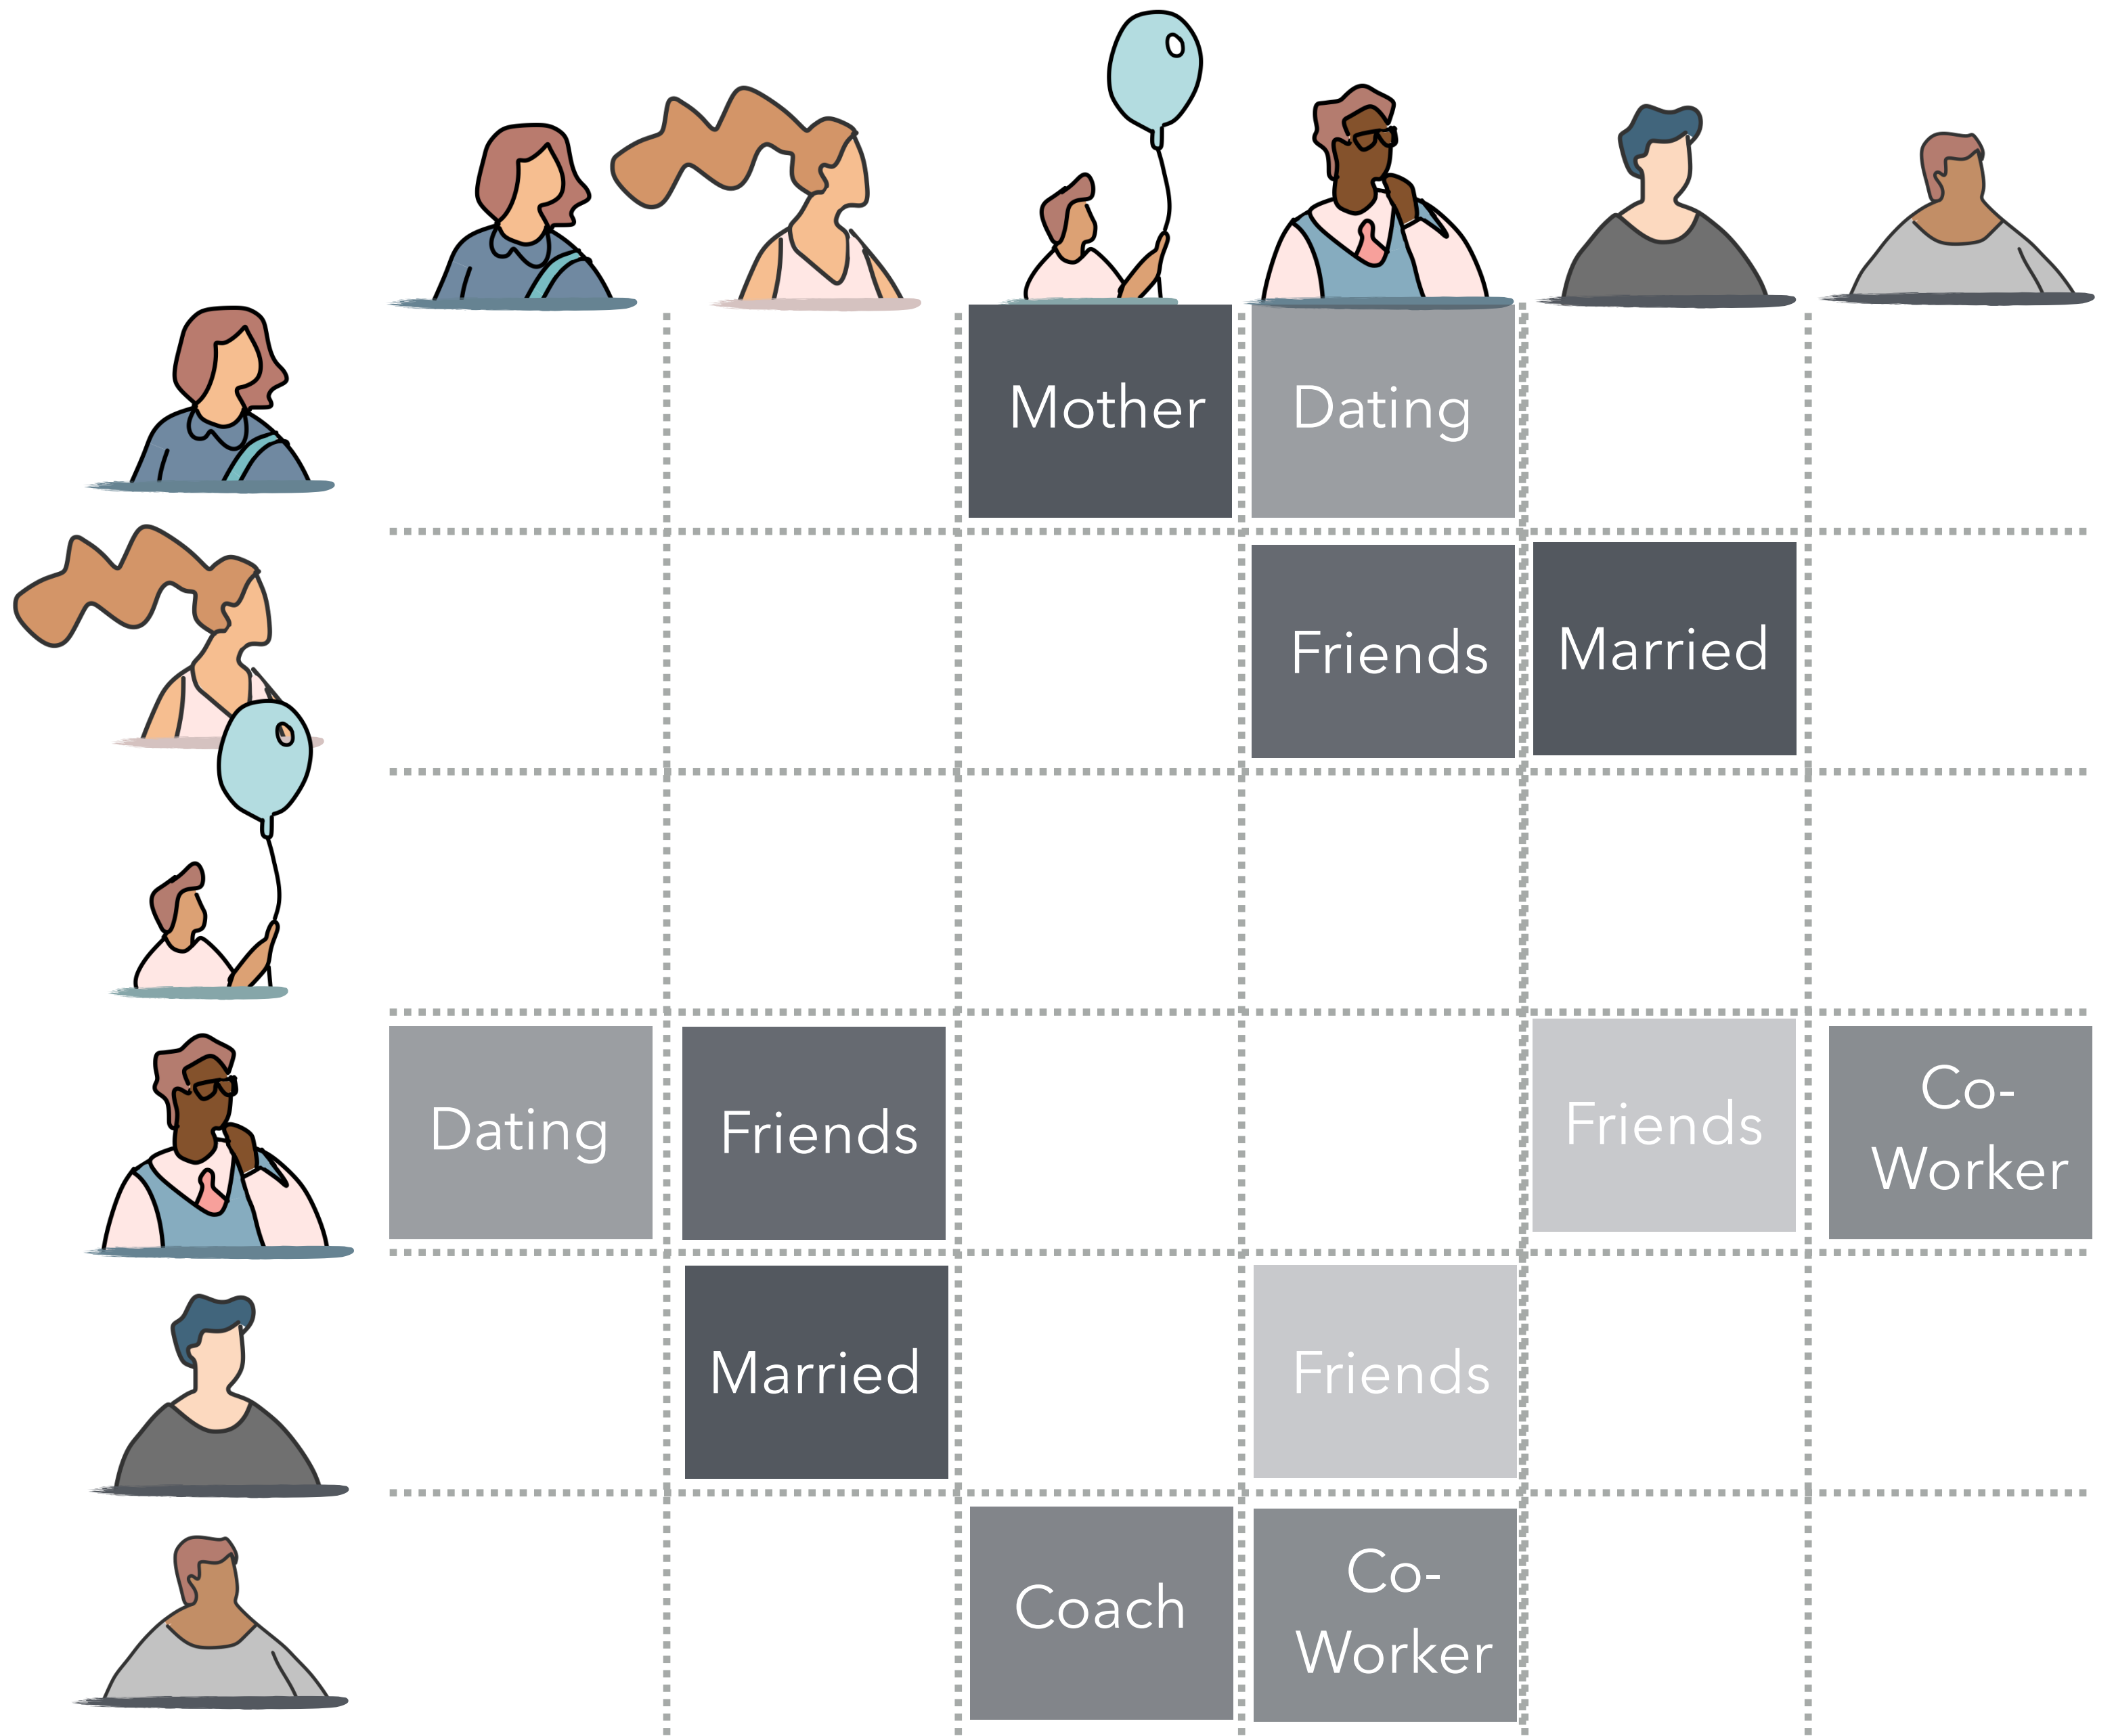 Mother
Dating
Friends
Married
Dating
Friends
Friends
Co-
Worker
Married
Friends
Coach
Co-
Worker